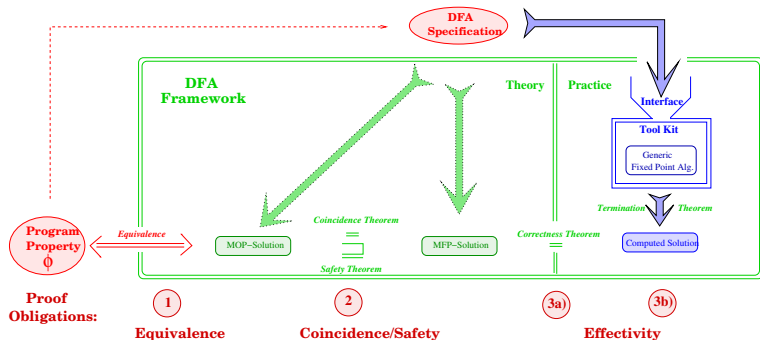 DFA
Specification
DFA
Framework
Theory
Practice
Interface
Tool Kit
Generic
Fixed Point Alg.
Termination
Theorem
Program
Property
ϕ
Equivalence
MOP−Solution
Coincidence Theorem
Safety Theorem
MFP−Solution
Correctness Theorem
Computed Solution
Proof
Obligations:
1
2
3a)
3b)
Equivalence
Coincidence/Safety
Effectivity